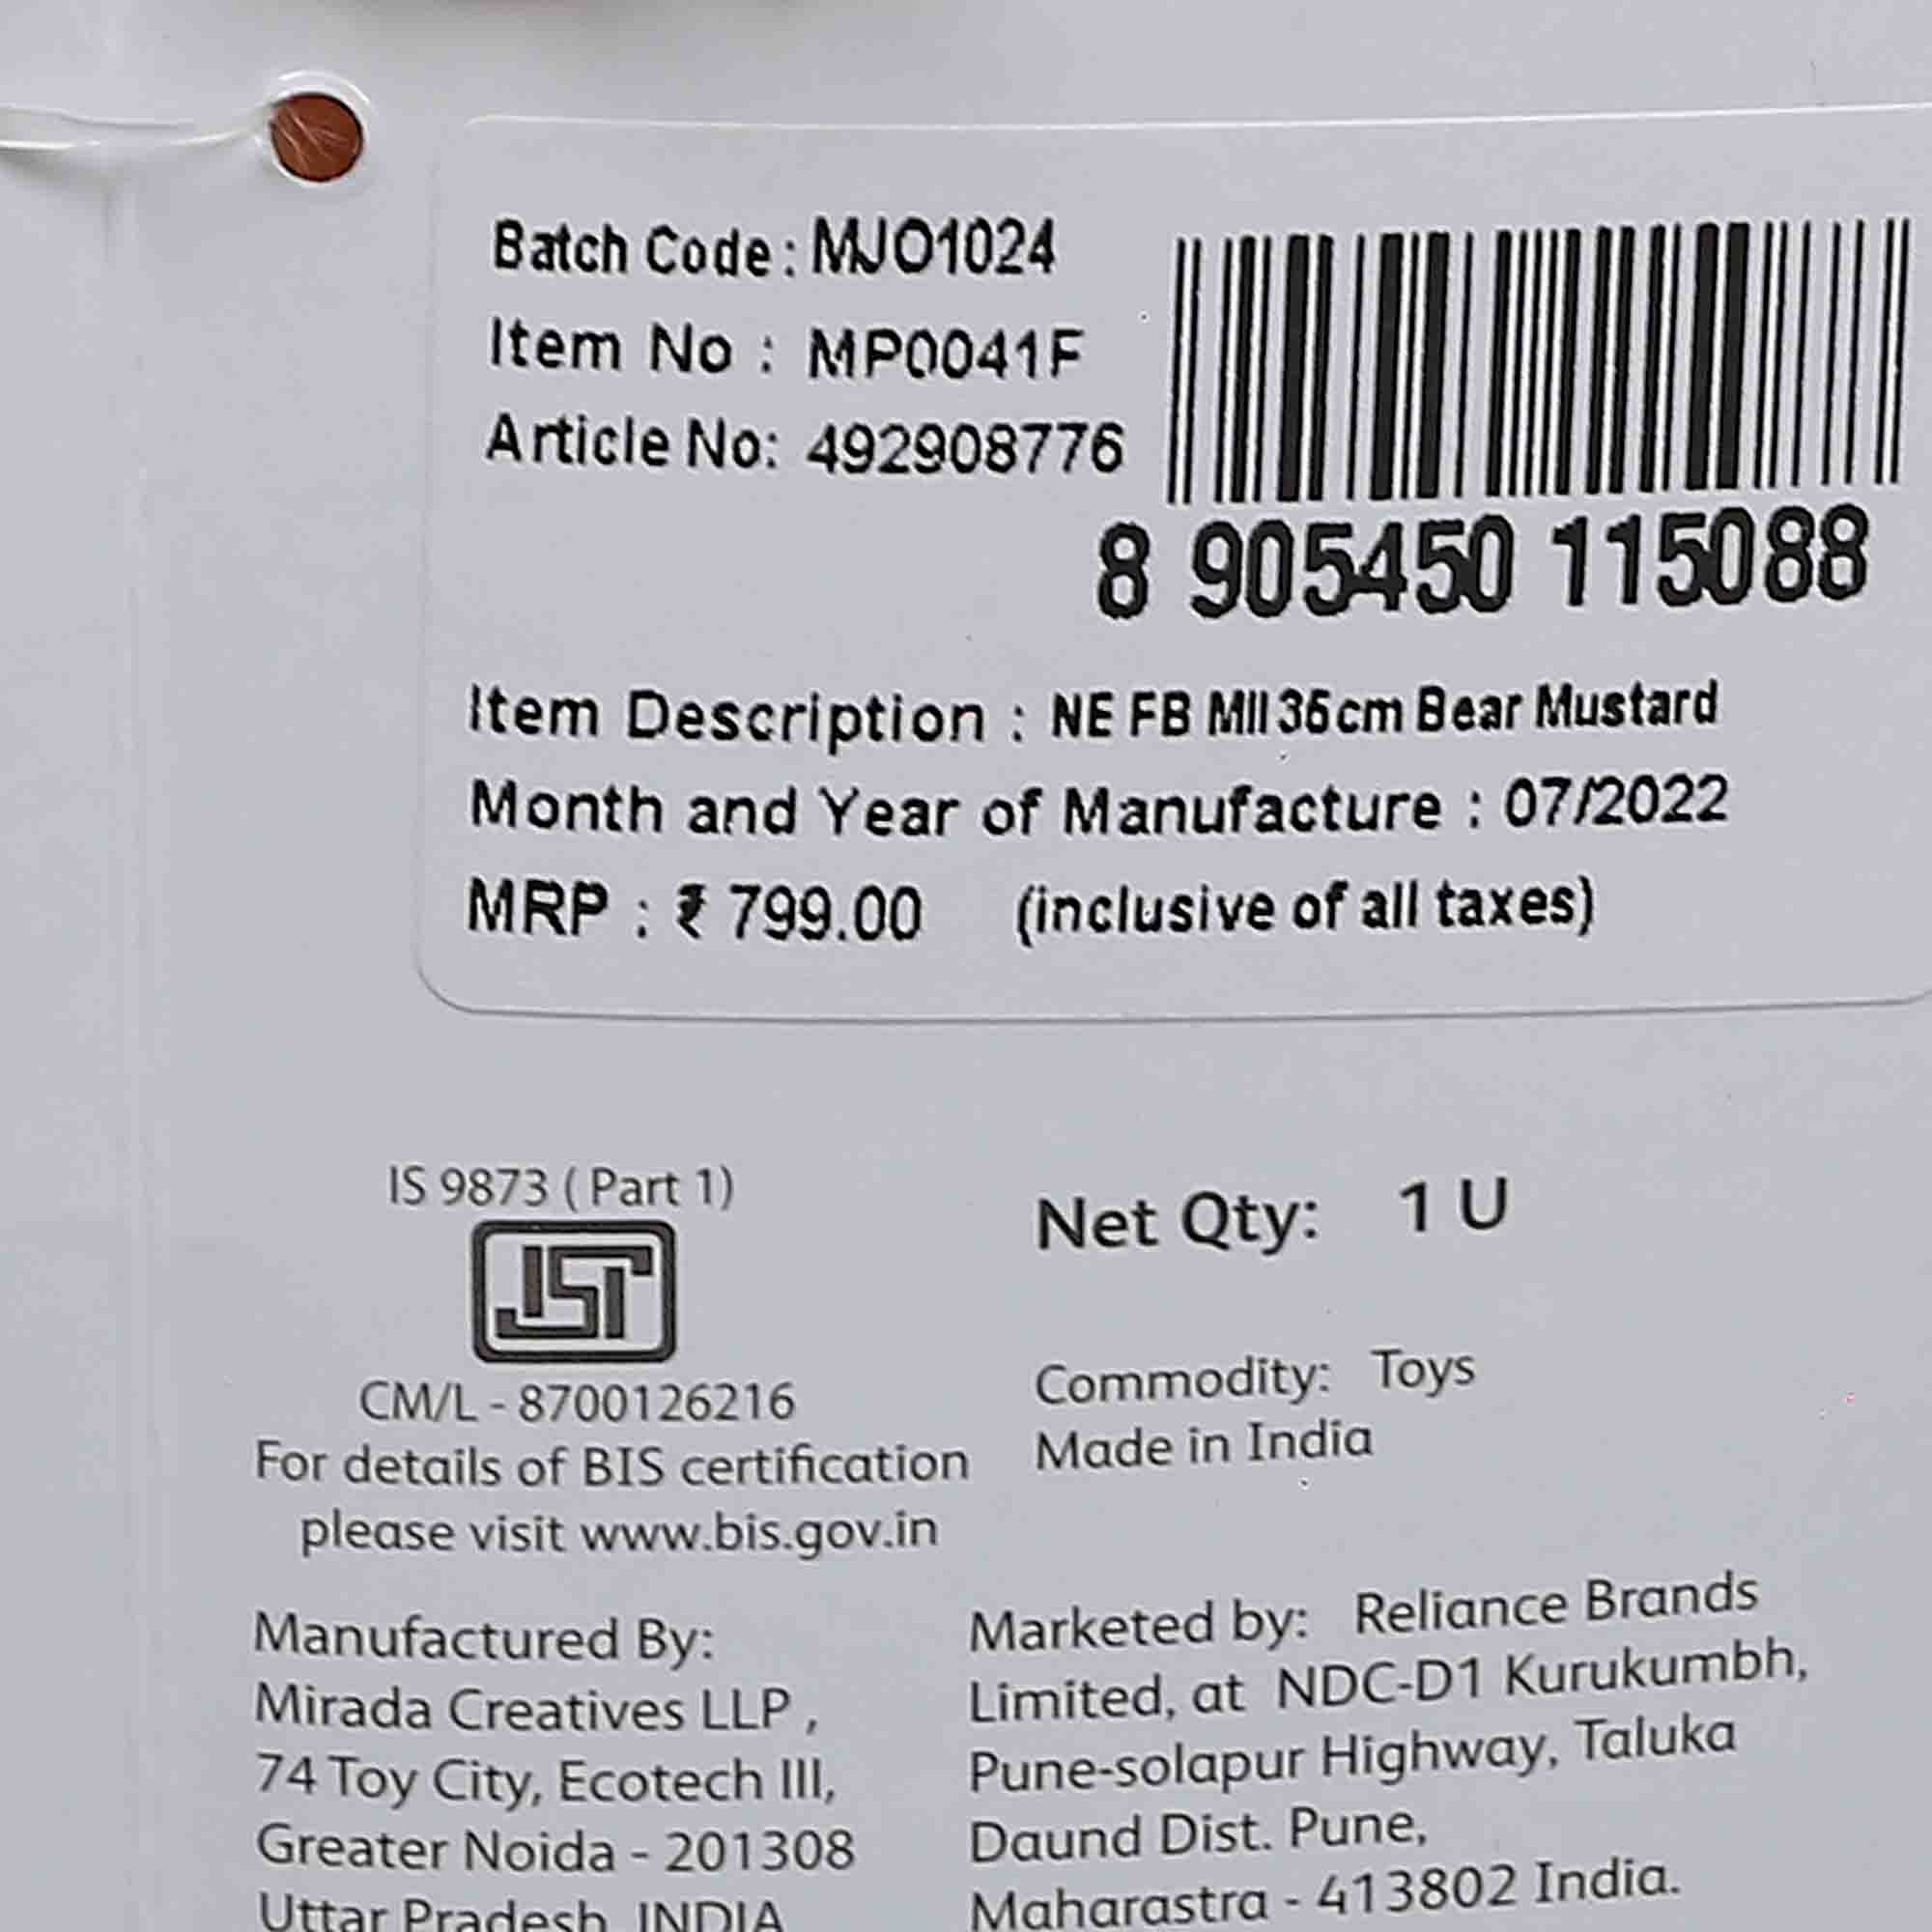 Batch Code: MJO1024
Item No : MP0041F
Article No: 492908776
8 905450 115088
Item Description : NE FB MII 35cm Bear Mustard
Month and Year of Manufacture : 07/2022
MRP : ₹ 799.00 (inclusive of all taxes)
IS 9873 ( Part 1)
ISI
CM/L - 8700126216
For details of BIS certification
please visit www.bis.gov.in
Net Qty: 1 U
Commodity: Toys
Made in India
Manufactured By:
Mirada Creatives LLP ,
74 Toy City, Ecotech III,
Greater Noida - 201308
Uttar Pradesh, INDIA
Marketed by: Reliance Brands
Limited, at NDC-D1 Kurukumbh,
Pune-solapur Highway, Taluka
Daund Dist. Pune,
Maharastra - 413802 India.